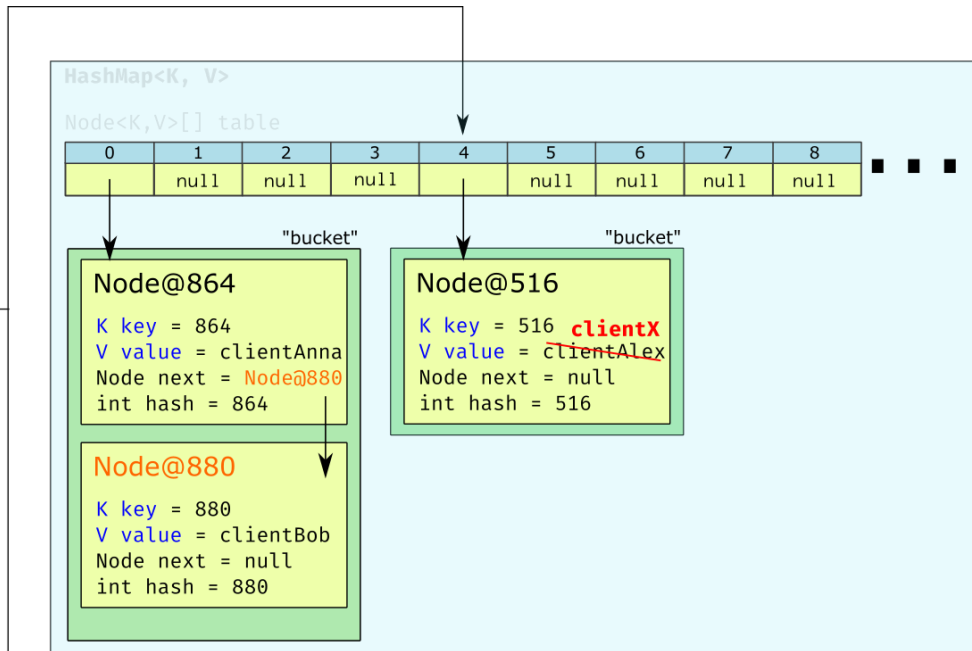 HashMap<K, V>
Node<K,V>[] table
0 1 2 3 4 5 6 7 8
null null null null null null null
"bucket"
Node@864
K key = 864
V value = clientAnna
Node next = Node@880
int hash = 864
Node@880
K key = 880
V value = clientBob
Node next = null
int hash = 880
"bucket"
Node@516
K key = 516 clientX
V value = clientAlex
Node next = null
int hash = 516